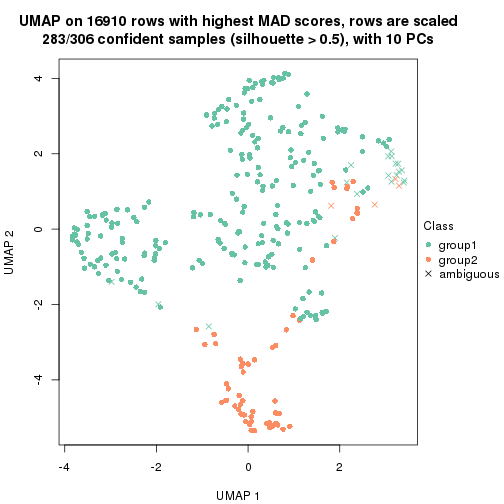 UMAP on 16910 rows with highest MAD scores, rows are scaled
283/306 confident samples (silhouette > 0.5), with 10 PCs
4
2
0
-2
-4
UMAP 2
-4
-2
0
2
UMAP 1
Class
group1
group2
ambiguous